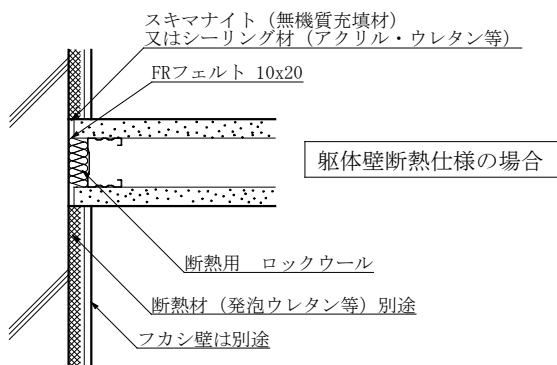 スキマナイト（無機質充填材）
又はシーリング材（アクリル・ウレタン等）
FRフェルト 10x20
躯体壁断熱仕様の場合
断熱用　ロックウール
断熱材（発泡ウレタン等）別途
フカシ壁は別途